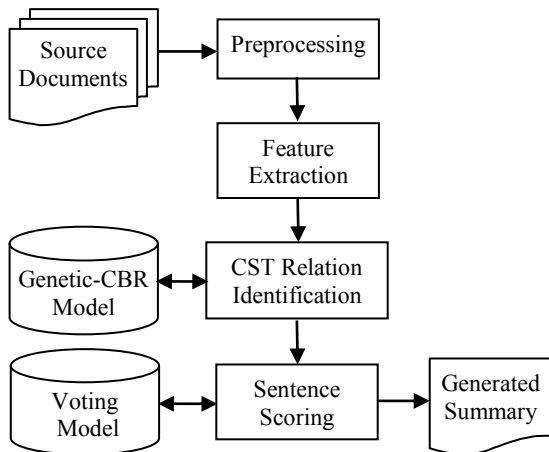 Source
Documents
Preprocessing
Feature
Extraction
Genetic-CBR
Model
CST Relation
Identification
Voting
Model
Sentence
Scoring
Generated
Summary